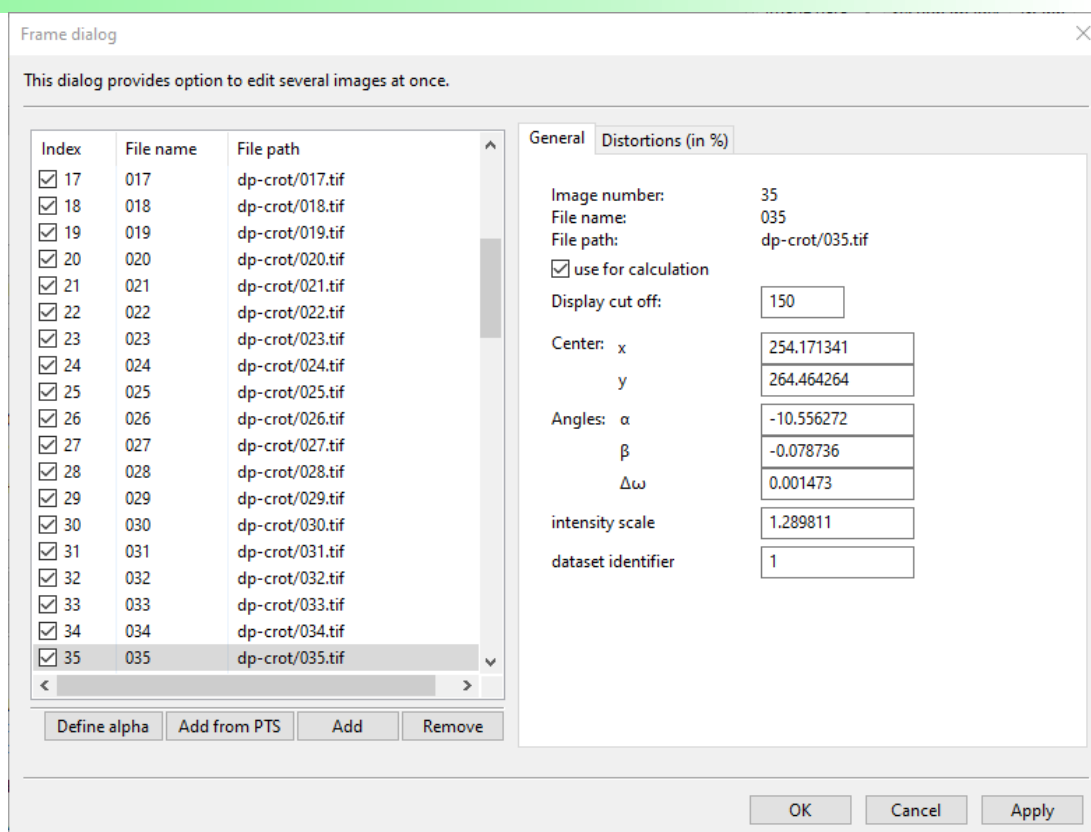 Frame dialog
This dialog provides option to edit several images at once.
Index File name File path
17 017 dp-crot/017.tif
18 018 dp-crot/018.tif
19 019 dp-crot/019.tif
20 020 dp-crot/020.tif
21 021 dp-crot/021.tif
22 022 dp-crot/022.tif
23 023 dp-crot/023.tif
24 024 dp-crot/024.tif
25 025 dp-crot/025.tif
26 026 dp-crot/026.tif
27 027 dp-crot/027.tif
28 028 dp-crot/028.tif
29 029 dp-crot/029.tif
30 030 dp-crot/030.tif
31 031 dp-crot/031.tif
32 032 dp-crot/032.tif
33 033 dp-crot/033.tif
34 034 dp-crot/034.tif
35 035 dp-crot/035.tif
Define alpha Add from PTS Add Remove
General Distortions (in %)
Image number: 35
File name: 035
File path: dp-crot/035.tif
use for calculation
Display cut off: 150
Center: x 254.171341
y 264.464264
Angles: α -10.556272
β -0.078736
Δω 0.001473
intensity scale 1.289811
dataset identifier 1
OK Cancel Apply